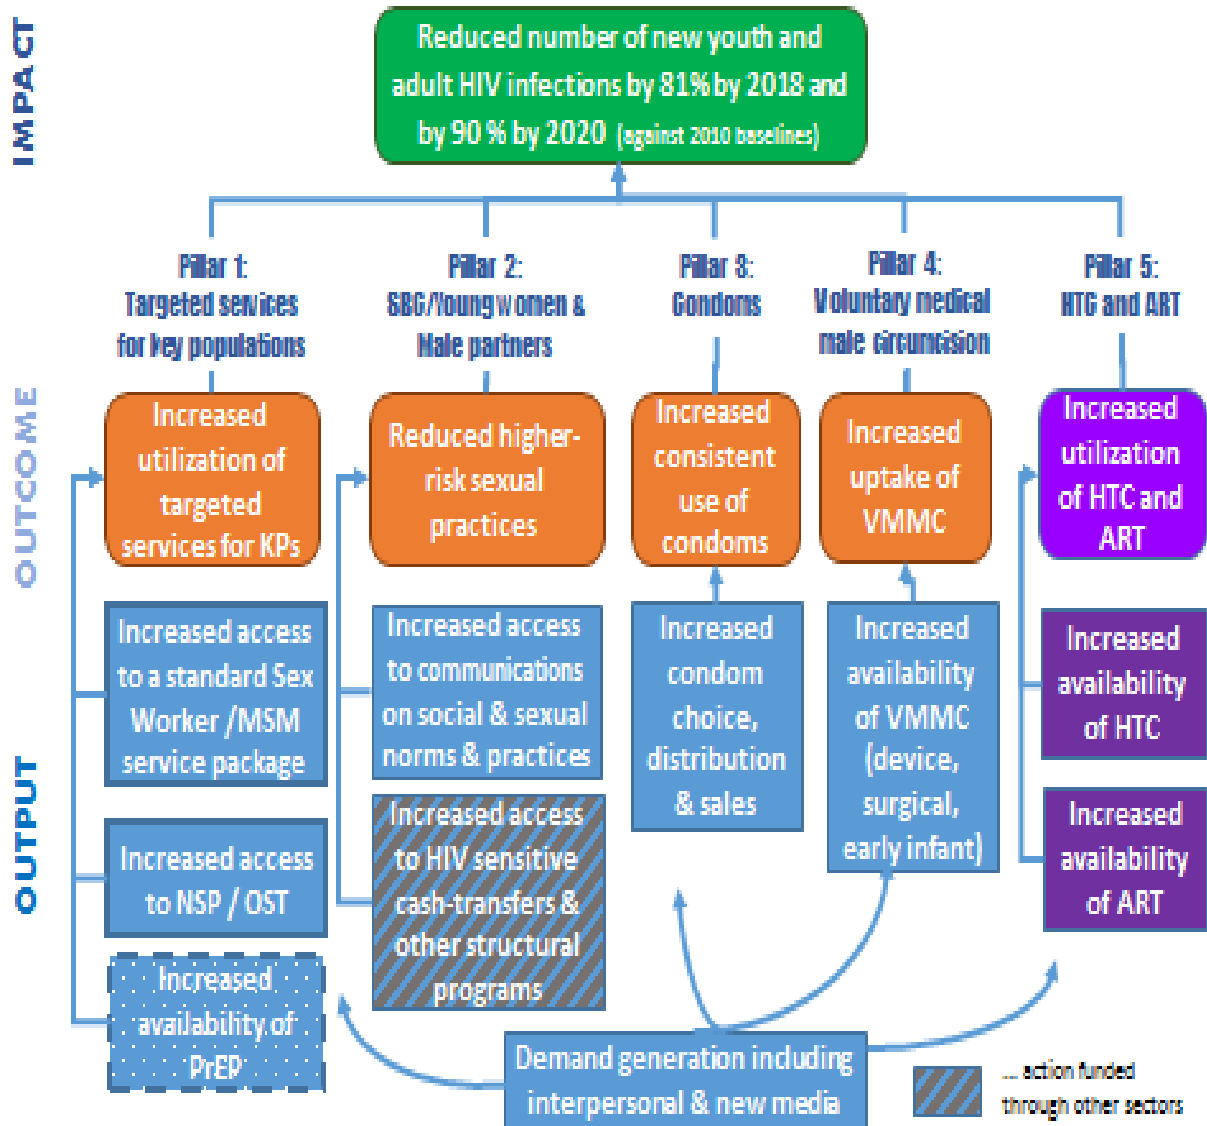 IMPACT
Reduced number of new youth and
adult HIV infections by 81% by 2018 and
by 90 % by 2020 (against 2010 baselines)
Pillar 1:
Targeted services
for key populations
Pillar 2:
SBC/Young women &
Male partners
Pillar 3:
Condoms
Pillar 4:
Voluntary medical
male circumcision
Pillar 5:
HTC and ART
OUTCOME
Increased
utilization of
targeted
services for KPs
Reduced higher-
risk sexual
practices
Increased
consistent
use of
condoms
Increased
uptake of
VMMC
Increased
utilization
of HTC and
ART
OUTPUT
Increased access
to a standard Sex
Worker /MSM
service package
Increased access
to NSP / OST
Increased
availability of
PrEP
Increased access
to communications
on social & sexual
norms & practices
Increased access
to HIV sensitive
cash-transfers &
other structural
programs
Increased
condom
choice,
distribution
& sales
Increased
availability
of VMMC
(device,
surgical,
early infant)
Increased
availability
of HTC
Increased
availability
of ART
Demand generation including
interpersonal & new media
... action funded
through other sectors